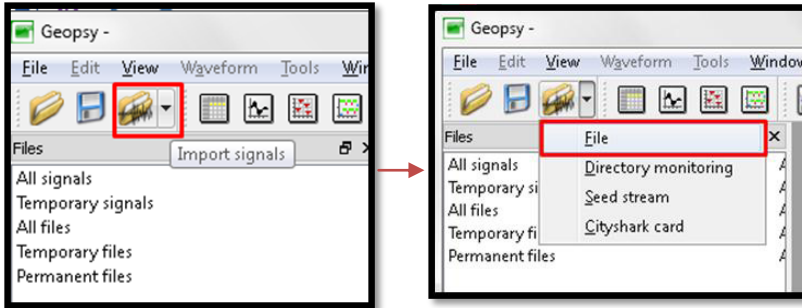 Geopsy -
File Edit View Waveform Tools Wir
Import signals
Files
All signals
Temporary signals
All files
Temporary files
Permanent files
Geopsy -
File Edit View Waveform Tools Window
Files
File
Directory monitoring
Seed stream
Cityshark card
All signals
Temporary si
All files
Temporary fi
Permanent files